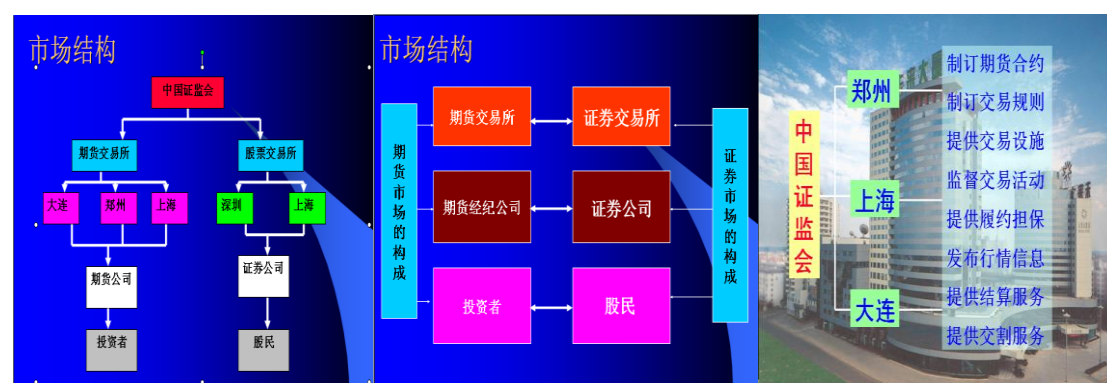 市场结构
中国证监会
期货交易所
股票交易所
大连
郑州
上海
深圳
上海
期货公司
证券公司
投资者
股民
市场结构
期货市场的构成
期货交易所
证券交易所
期货经纪公司
证券公司
投资者
股民
证券市场的构成
中国证监会
郑州
上海
大连
制订期货合约
制订交易规则
提供交易设施
监督交易活动
提供履约担保
发布行情信息
提供结算服务
提供交割服务